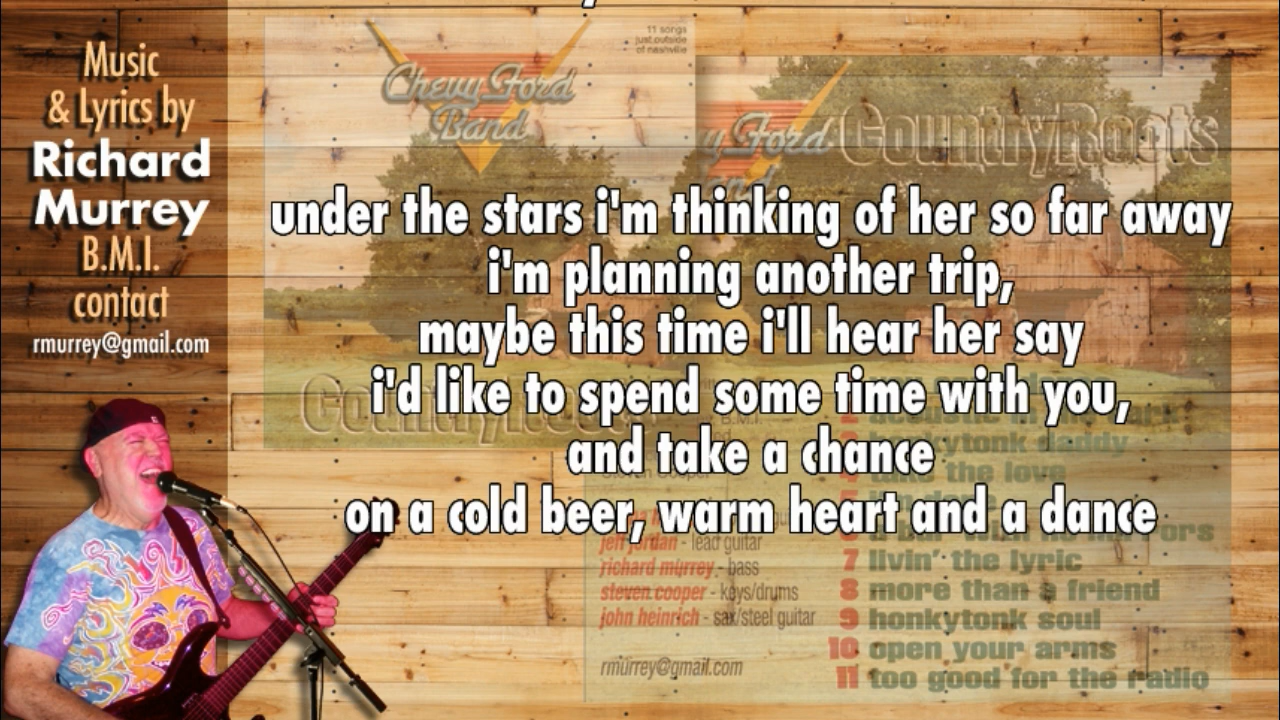 Music
& Lyrics by
Richard
Murrey
B.M.I.
contact
rmurrey@gmail.com
11 songs
just outside
of nashville
Chevy Ford
Band
y Ford
CountryRoots
under the stars i'm thinking of her so far away
i'm planning another trip,
maybe this time i'll hear her say
i'd like to spend some time with you,
and take a chance
on a cold beer, warm heart and a dance
B.M.I.
honkytonk daddy
the love
jeff jordan - lead guitar
richard murrey - bass
steven cooper - keys/drums
john heinrich - sax/steel guitar
rmurrey@gmail.com
7 livin' the lyric
8 more than a friend
9 honkytonk soul
10 open your arms
11 too good for the radio